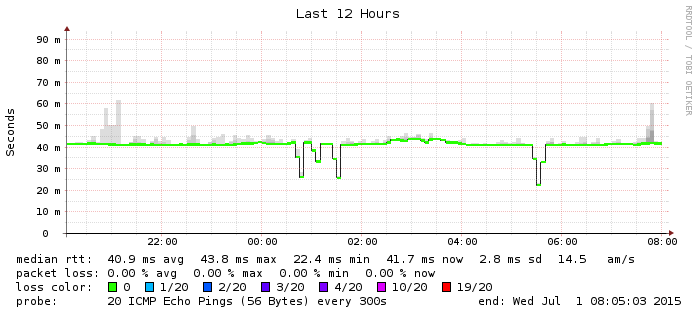 Last 12 Hours
RRDTOOL / TOBI OETIKER
Seconds
90 m
80 m
70 m
60 m
50 m
40 m
30 m
20 m
10 m
0
22:00 00:00 02:00 04:00 06:00 08:00
median rtt: 40.9 ms avg 43.8 ms max 22.4 ms min 41.7 ms now 2.8 ms sd 14.5 am/s
packet loss: 0.00 % avg 0.00 % max 0.00 % min 0.00 % now
loss color: 0 1/20 2/20 3/20 4/20 10/20 19/20
probe: 20 ICMP Echo Pings (56 Bytes) every 300s end: Wed Jul 1 08:05:03 2015